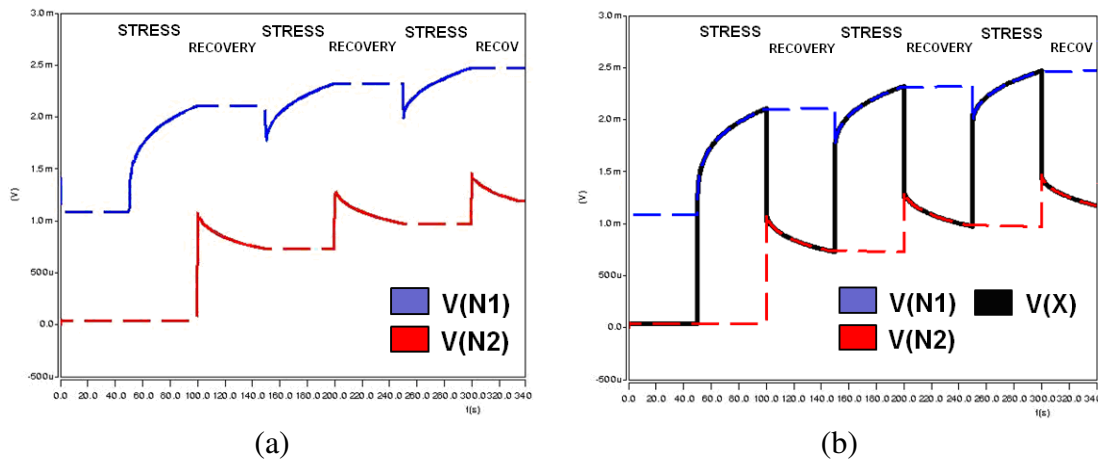 3.0m
STRESS STRESS STRESS
RECOVERY RECOVERY RECOV
2.5m
2.0m
(V)
1.5m
1.0m
500u
0.0
-500u
V(N1)
V(N2)
0.0 20.0 40.0 60.0 80.0 100.0 120.0 140.0 160.0 180.0 200.0 220.0 240.0 260.0 280.0 300.0 320.0 340.0
t(s)
(a)
3.0m
STRESS STRESS STRESS
RECOVERY RECOVERY RECOV
2.5m
2.0m
(V)
1.5m
1.0m
500u
0.0
-500u
V(N1) V(X)
V(N2)
0.0 20.0 40.0 60.0 80.0 100.0 120.0 140.0 160.0 180.0 200.0 220.0 240.0 260.0 280.0 300.0 320.0 340
t(s)
(b)